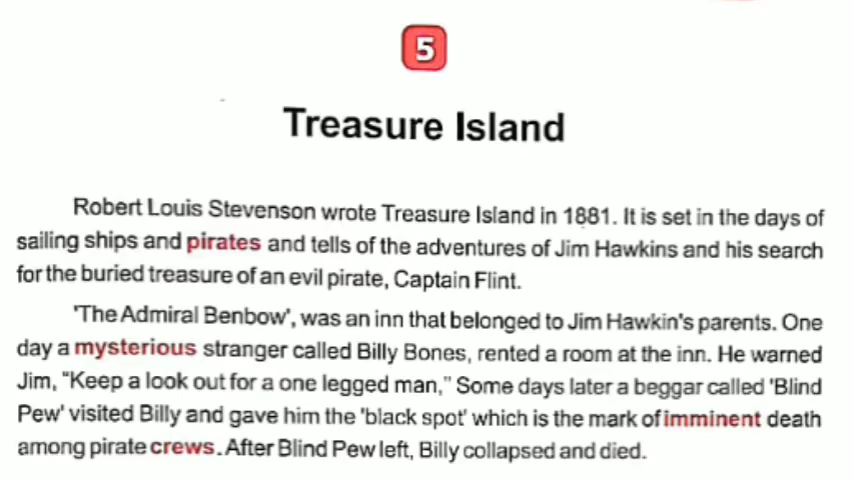 5
Treasure Island
Robert Louis Stevenson wrote Treasure Island in 1881. It is set in the days of
sailing ships and pirates and tells of the adventures of Jim Hawkins and his search
for the buried treasure of an evil pirate, Captain Flint.
'The Admiral Benbow', was an inn that belonged to Jim Hawkin's parents. One
day a mysterious stranger called Billy Bones, rented a room at the inn. He warned
Jim, "Keep a look out for a one legged man," Some days later a beggar called 'Blind
Pew' visited Billy and gave him the 'black spot' which is the mark of imminent death
among pirate crews. After Blind Pew left, Billy collapsed and died.